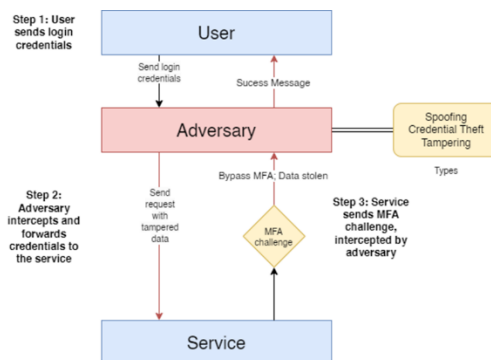 Step 1: User
sends login
credentials
User
Send login
credentials
Sucess Message
Adversary
Spoofing
Credential Theft
Tampering
Types
Step 2:
Adversary
intercepts and
forwards
credentials to
the service
Send
request
with
tampered
data
Bypass MFA; Data stolen
MFA
challenge
Step 3: Service
sends MFA
challenge,
intercepted by
adversary
Service